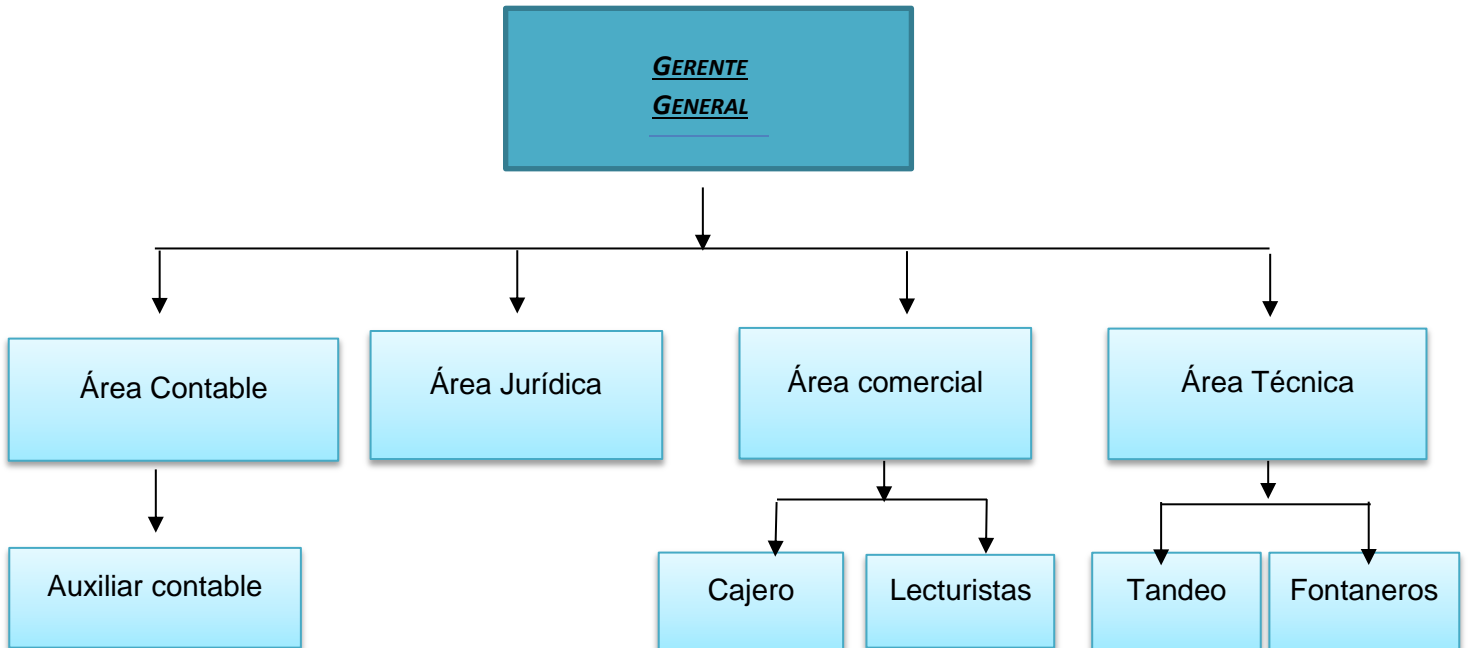 GERENTE
GENERAL
Área Contable
Área Jurídica
Área comercial
Área Técnica
Auxiliar contable
Cajero
Lecturistas
Tandeo
Fontaneros